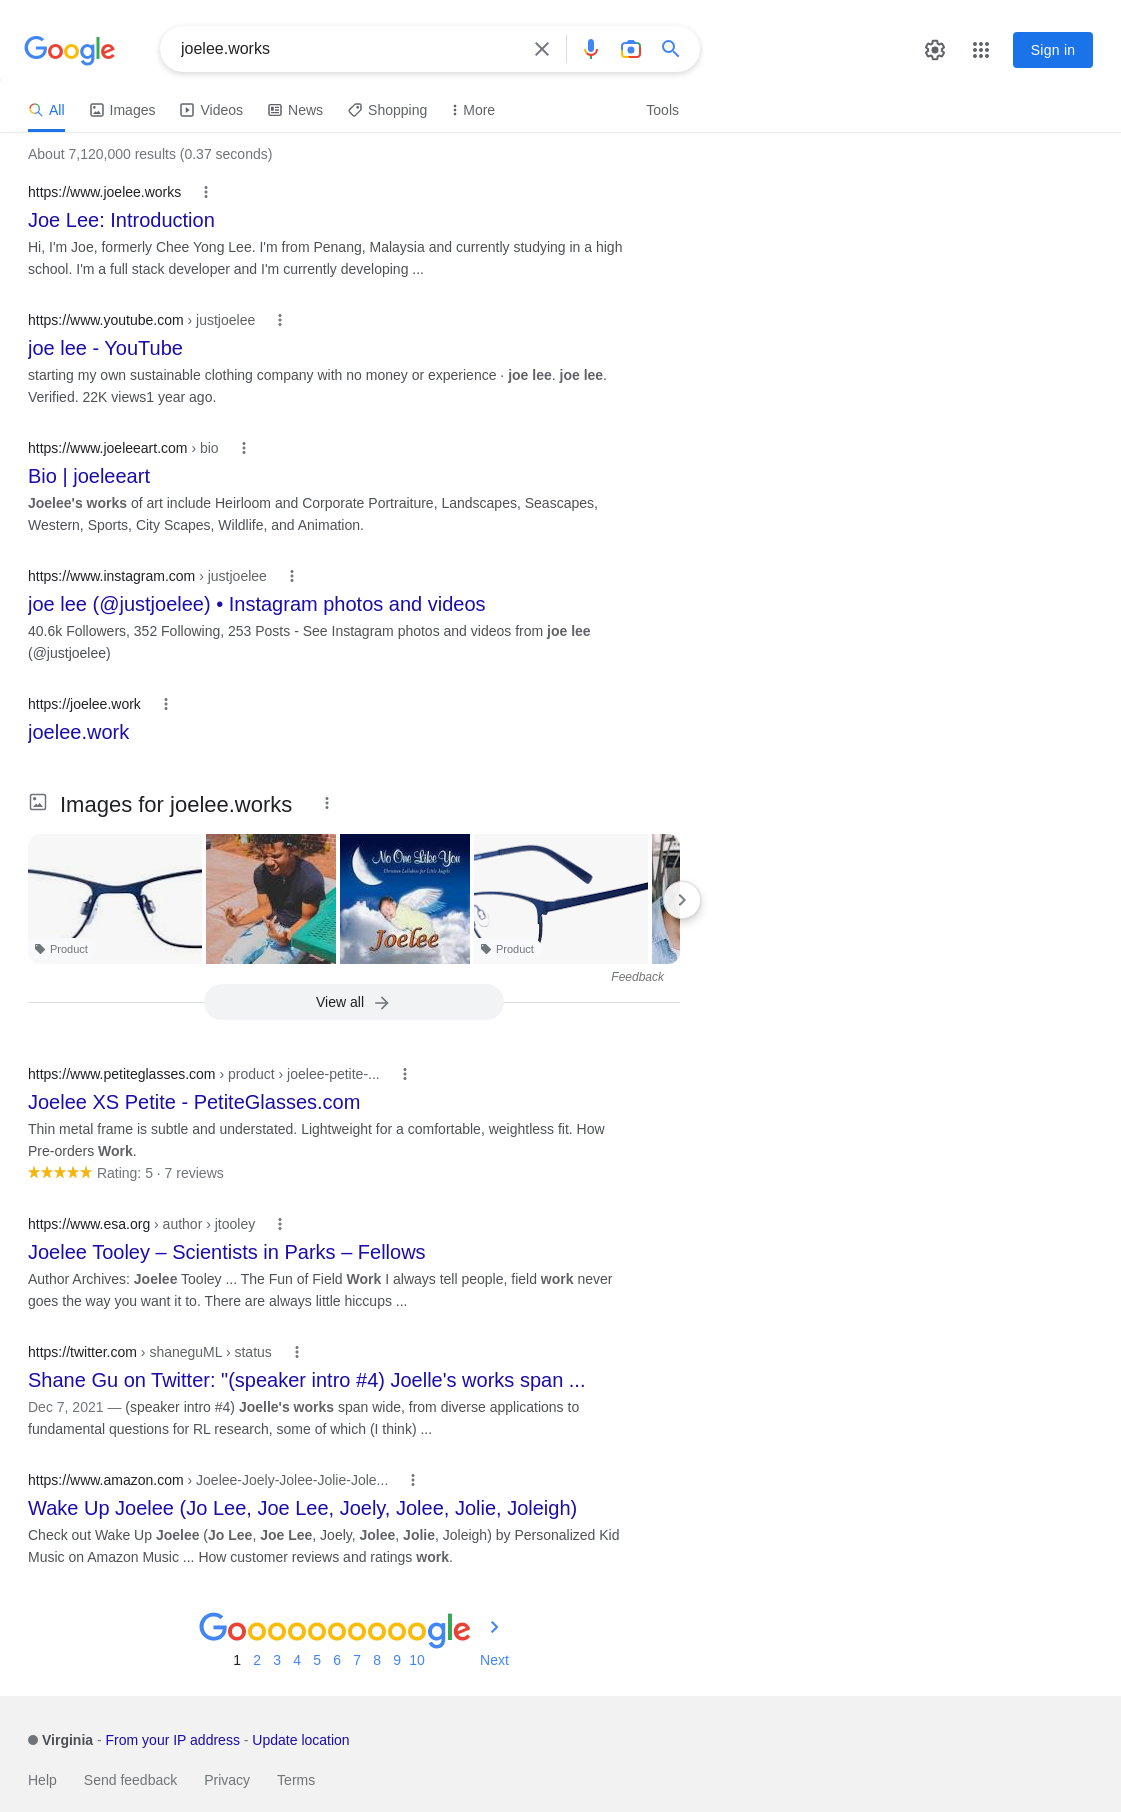 Google
joelee.works
Sign in
All Images Videos News Shopping More Tools
About 7,120,000 results (0.37 seconds)
https://www.joelee.works
Joe Lee: Introduction
Hi, I'm Joe, formerly Chee Yong Lee. I'm from Penang, Malaysia and currently studying in a high
school. I'm a full stack developer and I'm currently developing ...
https://www.youtube.com › justjoelee
joe lee - YouTube
starting my own sustainable clothing company with no money or experience · joe lee. joe lee.
Verified. 22K views1 year ago.
https://www.joeleeart.com › bio
Bio | joeleeart
Joelee's works of art include Heirloom and Corporate Portraiture, Landscapes, Seascapes,
Western, Sports, City Scapes, Wildlife, and Animation.
https://www.instagram.com › justjoelee
joe lee (@justjoelee) • Instagram photos and videos
40.6k Followers, 352 Following, 253 Posts - See Instagram photos and videos from joe lee
(@justjoelee)
https://joelee.work
joelee.work
Images for joelee.works
No One Like You
Christian Lullabies for Little Angels
Joelee
Product
Product
Feedback
View all
https://www.petiteglasses.com › product › joelee-petite-...
Joelee XS Petite - PetiteGlasses.com
Thin metal frame is subtle and understated. Lightweight for a comfortable, weightless fit. How
Pre-orders Work.
Rating: 5 · 7 reviews
https://www.esa.org › author › jtooley
Joelee Tooley – Scientists in Parks – Fellows
Author Archives: Joelee Tooley ... The Fun of Field Work I always tell people, field work never
goes the way you want it to. There are always little hiccups ...
https://twitter.com › shaneguML › status
Shane Gu on Twitter: "(speaker intro #4) Joelle's works span ...
Dec 7, 2021 — (speaker intro #4) Joelle's works span wide, from diverse applications to
fundamental questions for RL research, some of which (I think) ...
https://www.amazon.com › Joelee-Joely-Jolee-Jolie-Jole...
Wake Up Joelee (Jo Lee, Joe Lee, Joely, Jolee, Jolie, Joleigh)
Check out Wake Up Joelee (Jo Lee, Joe Lee, Joely, Jolee, Jolie, Joleigh) by Personalized Kid
Music on Amazon Music ... How customer reviews and ratings work.
Goooooooooogle
1 2 3 4 5 6 7 8 9 10 Next
Virginia - From your IP address - Update location
Help Send feedback Privacy Terms